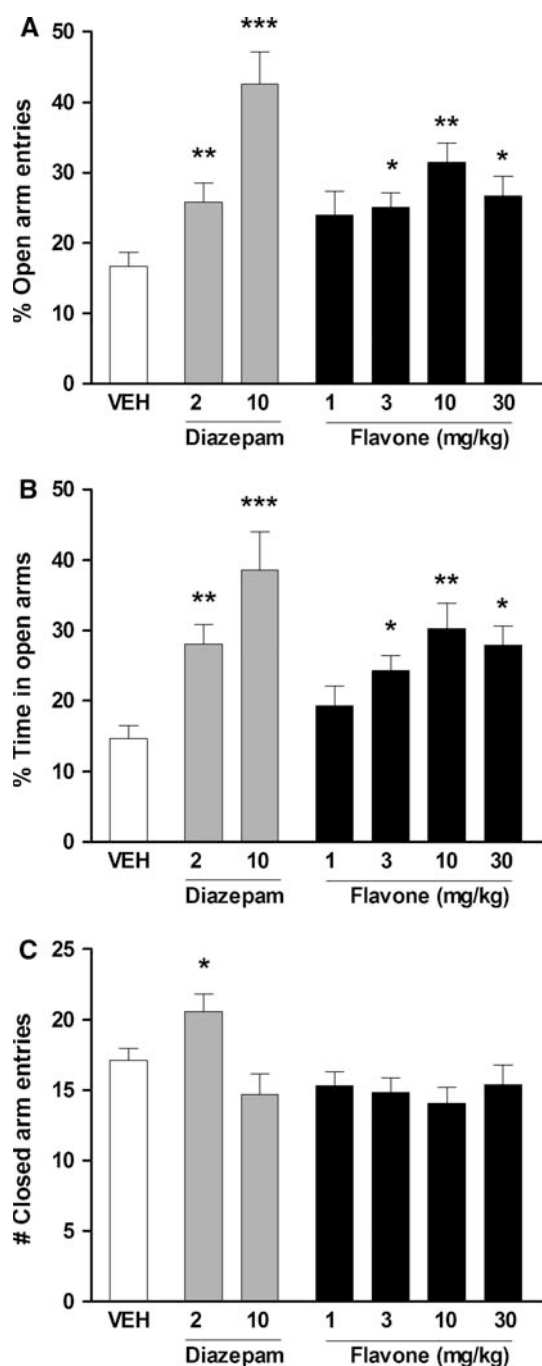 A
% Open arm entries
50
40
30
20
10
0
**
***
*
**
*
VEH 2 10 1 3 10 30
Diazepam Flavone (mg/kg)
B
% Time in open arms
50
40
30
20
10
0
**
***
*
**
*
VEH 2 10 1 3 10 30
Diazepam Flavone (mg/kg)
C
# Closed arm entries
25
20
15
10
5
0
*
VEH 2 10 1 3 10 30
Diazepam Flavone (mg/kg)